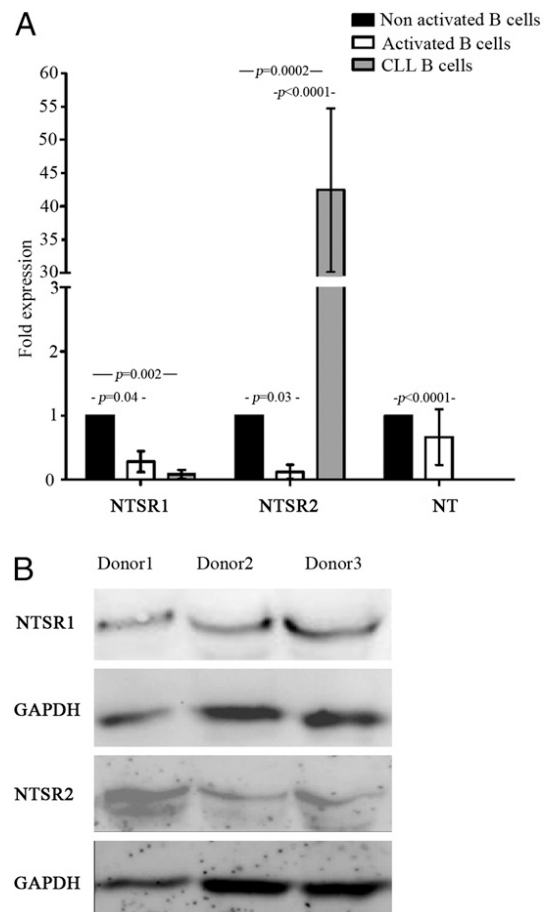 A
Non activated B cells
Activated B cells
CLL B cells
p=0.0002
-p<0.0001-
60
55
50
45
40
35
30
3
2
1
0
Fold expression
p=0.002
- p=0.04 -
- p=0.03 -
-p<0.0001-
NTSR1
NTSR2
NT
B
Donor1 Donor2 Donor3
NTSR1
GAPDH
NTSR2
GAPDH